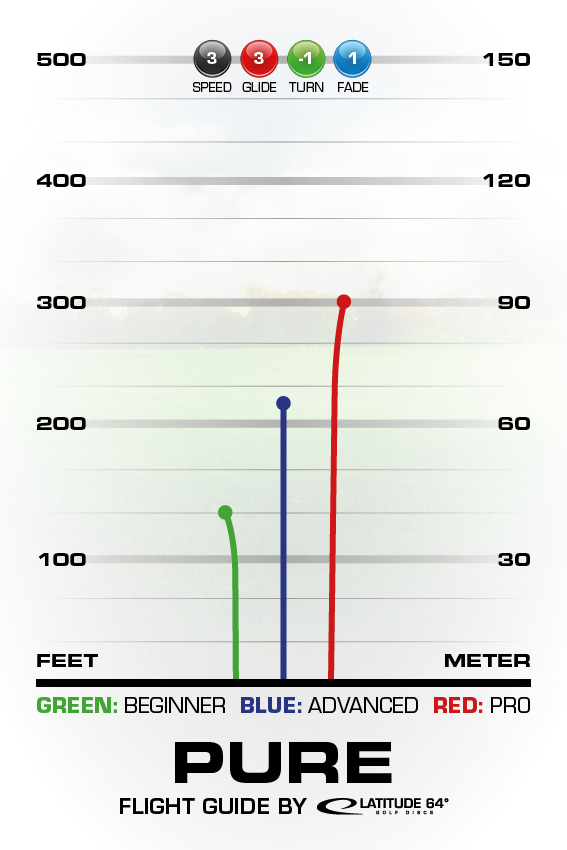 500 3 3 -1 1 150
SPEED GLIDE TURN FADE
400 120
300 90
200 60
100 30
FEET METER
GREEN: BEGINNER BLUE: ADVANCED RED: PRO
PURE
FLIGHT GUIDE BY LATITUDE 64°
GOLF DISCS